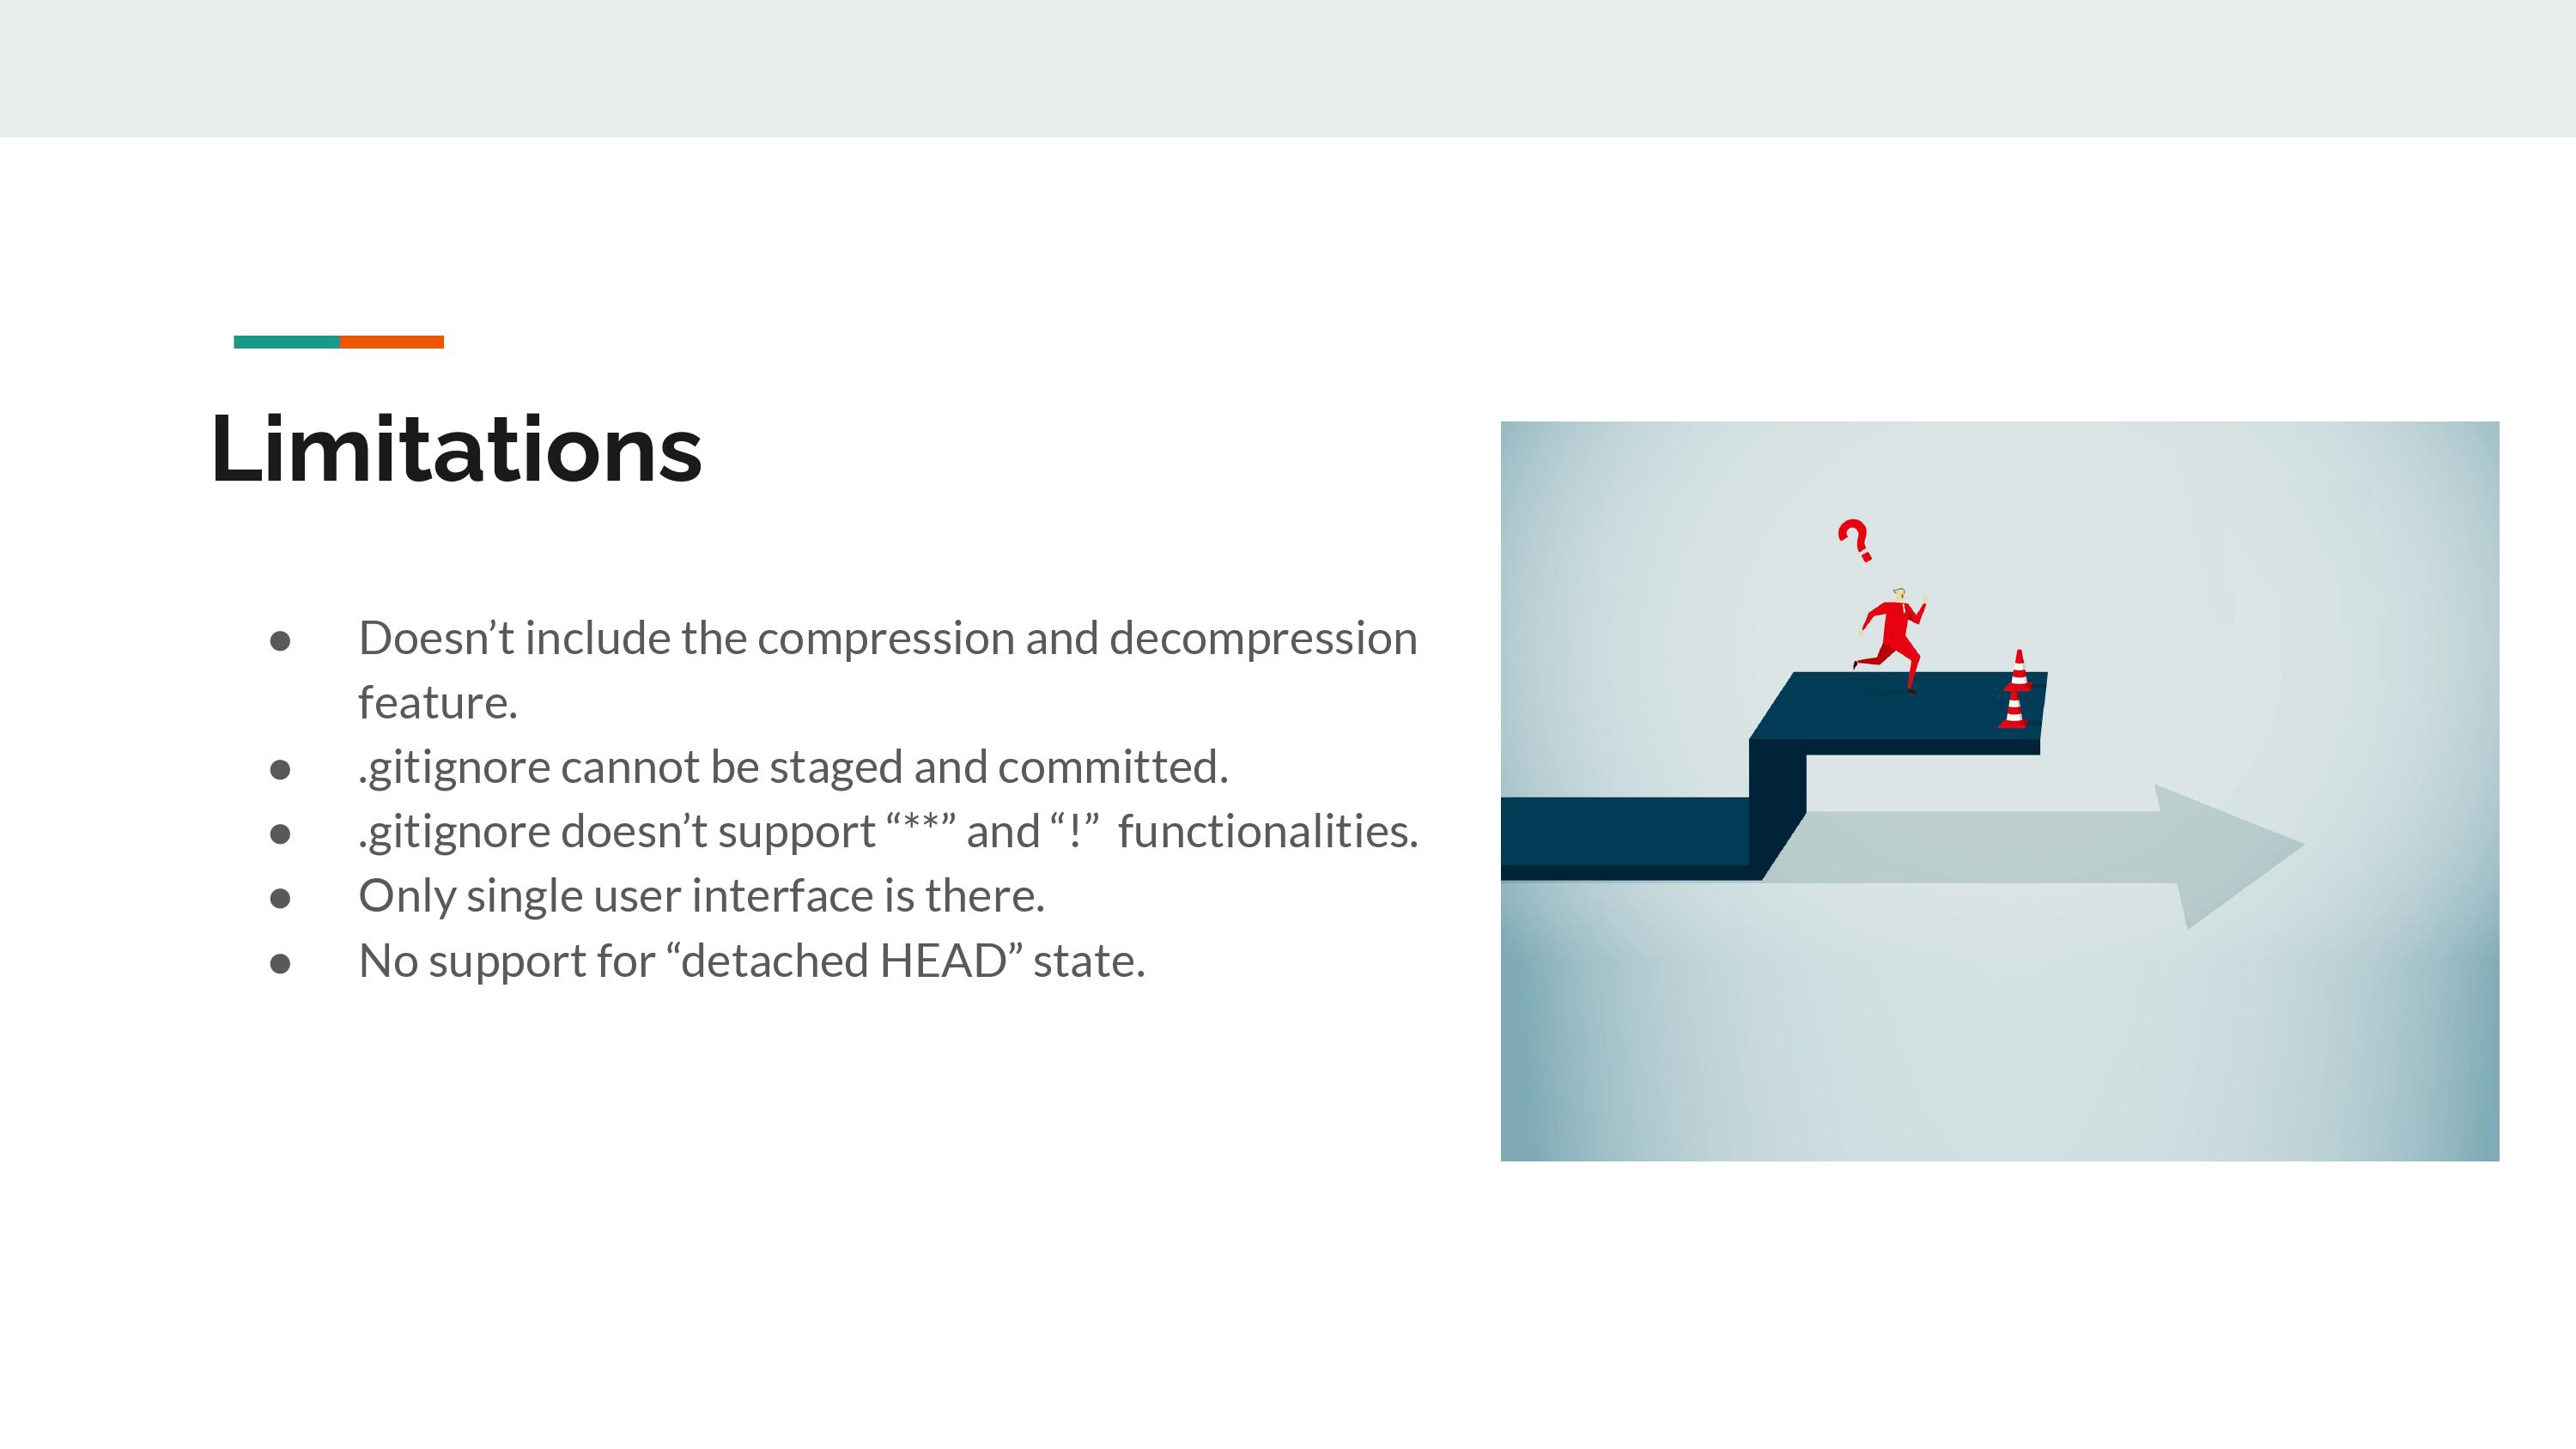 Limitations
● Doesn’t include the compression and decompression
feature.
● .gitignore cannot be staged and committed.
● .gitignore doesn’t support “**” and “!”  functionalities.
● Only single user interface is there.
● No support for “detached HEAD” state.
?